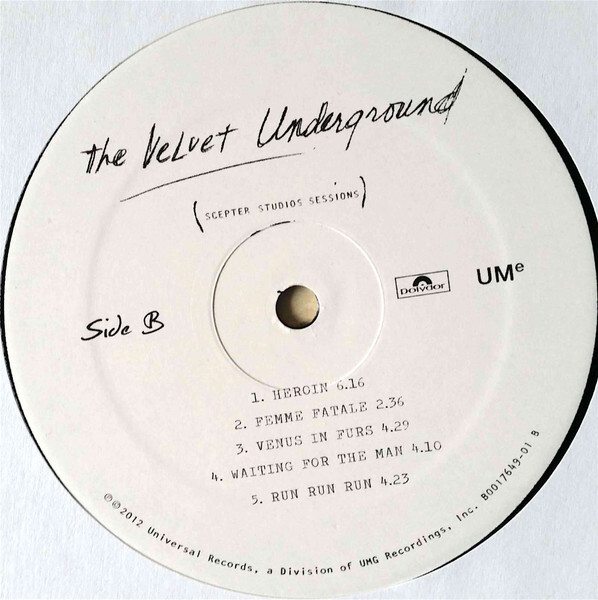 the Velvet Underground
(SCEPTER STUDIOS SESSIONS)
polydor
UMe
Side B
1. HEROIN 6.16
2. FEMME FATALE 2.36
3. VENUS IN FURS 4.29
4. WAITING FOR THE MAN 4.10
5. RUN RUN RUN 4.23
℗©2012 Universal Records, a Division of UMG Recordings, Inc. B0017649-01 B